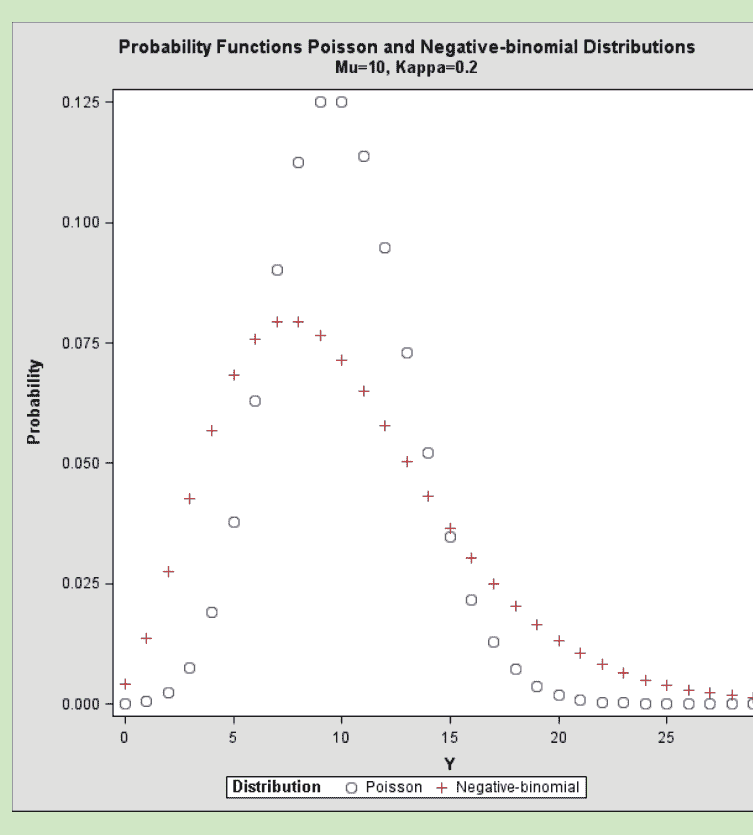 Probability Functions Poisson and Negative-binomial Distributions
Mu=10, Kappa=0.2
0.125
0.100
0.075
0.050
0.025
0.000
Probability
0 5 10 15 20 25
Y
Distribution Poisson Negative-binomial